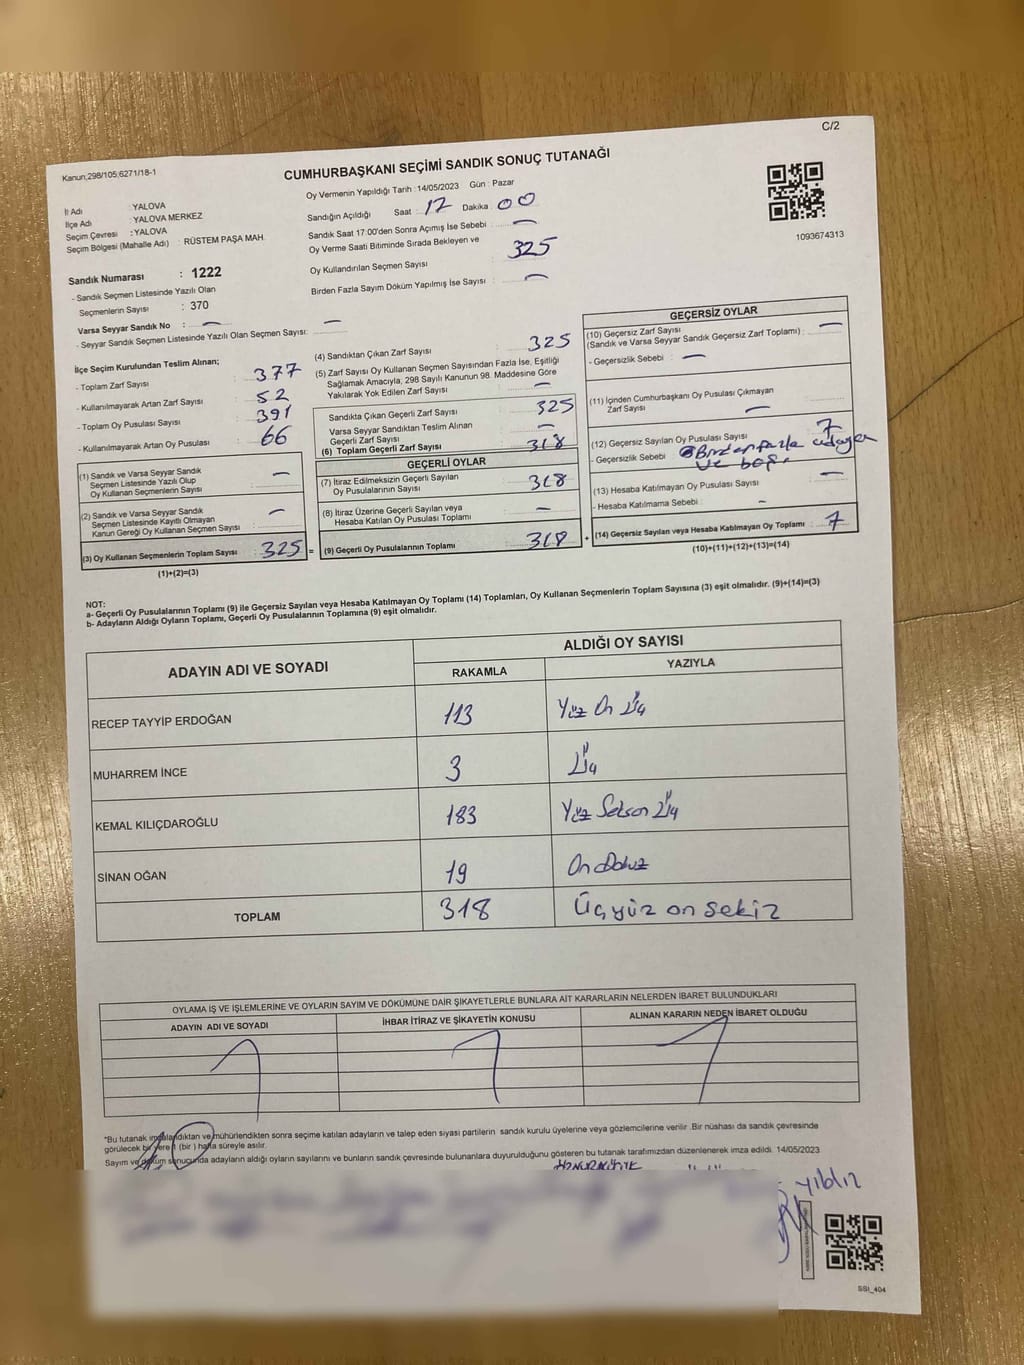 C/2
Kanun;298/105;6271/18-1
CUMHURBAŞKANI SEÇİMİ SANDIK SONUÇ TUTANAĞI
İl Adı : YALOVA
İlçe Adı : YALOVA MERKEZ
Seçim Çevresi : YALOVA
Seçim Bölgesi (Mahalle Adı) : RÜSTEM PAŞA MAH.
Sandık Numarası : 1222
- Sandık Seçmen Listesinde Yazılı Olan
Seçmenlerin Sayısı : 370
Varsa Seyyar Sandık No : —
- Seyyar Sandık Seçmen Listesinde Yazılı Olan Seçmen Sayısı: —
Oy Vermenin Yapıldığı Tarih : 14/05/2023 Gün : Pazar
Sandığın Açıldığı Saat : 17 Dakika 00
Sandık Saat 17.00'den Sonra Açımış İse Sebebi : —
Oy Verme Saati Bitiminde Sırada Bekleyen ve
Oy Kullandırılan Seçmen Sayısı : 325
Birden Fazla Sayım Döküm Yapılmış İse Sayısı : —
1093674313
İlçe Seçim Kurulundan Teslim Alınan;
- Toplam Zarf Sayısı : 377
- Kullanılmayarak Artan Zarf Sayısı : 52
- Toplam Oy Pusulası Sayısı : 391
- Kullanılmayarak Artan Oy Pusulası : 66
(1) Sandık ve Varsa Seyyar Sandık
Seçmen Listesinde Yazılı Olup
Oy Kullanan Seçmenlerin Sayısı : —
(2) Sandık ve Varsa Seyyar Sandık
Seçmen Listesinde Kayıtlı Olmayan
Kanun Gereği Oy Kullanan Seçmen Sayısı : —
(3) Oy Kullanan Seçmenlerin Toplam Sayısı : 325 =
(1)+(2)=(3)
(4) Sandıktan Çıkan Zarf Sayısı : 325
(5) Zarf Sayısı Oy Kullanan Seçmen Sayısından Fazla İse, Eşitliği
Sağlamak Amacıyla, 298 Sayılı Kanunun 98. Maddesine Göre
Yakılarak Yok Edilen Zarf Sayısı : —
Sandıkta Çıkan Geçerli Zarf Sayısı : 325
Varsa Seyyar Sandıktan Teslim Alınan
Geçerli Zarf Sayısı : —
(6) Toplam Geçerli Zarf Sayısı : 318
GEÇERLİ OYLAR
(7) İtiraz Edilmeksizin Geçerli Sayılan
Oy Pusulalarının Sayısı : 318
(8) İtiraz Üzerine Geçerli Sayılan veya
Hesaba Katılan Oy Pusulası Toplamı : —
(9) Geçerli Oy Pusulalarının Toplamı : 318 +
GEÇERSİZ OYLAR
(10) Geçersiz Zarf Sayısı
(Sandık ve Varsa Seyyar Sandık Geçersiz Zarf Toplamı) : —
- Geçersizlik Sebebi : —
(11) İçinden Cumhurbaşkanı Oy Pusulası Çıkmayan
Zarf Sayısı : —
(12) Geçersiz Sayılan Oy Pusulası Sayısı : 7
- Geçersizlik Sebebi : Birden fazla adaya
ve boş.
(13) Hesaba Katılmayan Oy Pusulası Sayısı : —
- Hesaba Katılmama Sebebi : —
(14) Geçersiz Sayılan veya Hesaba Katılmayan Oy Toplamı : 7
(10)+(11)+(12)+(13)=(14)
NOT:
a- Geçerli Oy Pusulalarının Toplamı (9) ile Geçersiz Sayılan veya Hesaba Katılmayan Oy Toplamı (14) Toplamları, Oy Kullanan Seçmenlerin Toplam Sayısına (3) eşit olmalıdır. (9)+(14)=(3)
b- Adayların Aldığı Oyların Toplamı, Geçerli Oy Pusulalarının Toplamına (9) eşit olmalıdır.
ADAYIN ADI VE SOYADI ALDIĞI OY SAYISI
RAKAMLA YAZIYLA
RECEP TAYYİP ERDOĞAN 113 Yüz On Üç
MUHARREM İNCE 3 Üç
KEMAL KILIÇDAROĞLU 183 Yüz Seksen Üç
SİNAN OĞAN 19 On Dokuz
TOPLAM 318 Üçyüz on sekiz
OYLAMA İŞ VE İŞLEMLERİNE VE OYLARIN SAYIM VE DÖKÜMÜNE DAİR ŞİKAYETLERLE BUNLARA AİT KARARLARIN NELERDEN İBARET BULUNDUKLARI
ADAYIN ADI VE SOYADI İHBAR İTİRAZ VE ŞİKAYETİN KONUSU ALINAN KARARIN NEDEN İBARET OLDUĞU
*Bu tutanak imzalandıktan ve mühürlendikten sonra seçime katılan adayların ve talep eden siyasi partilerin sandık kurulu üyelerine veya gözlemcilerine verilir .Bir nüshası da sandık çevresinde
görülecek bir yere 1 (bir ) hafta süreyle asılır.
Sayım ve döküm sonucunda adayların aldığı oyların sayılarını ve bunların sandık çevresinde bulunanlara duyurulduğunu gösteren bu tutanak tarafımızdan düzenlenerek imza edildi. 14/05/2023
yıldız
SSI_404